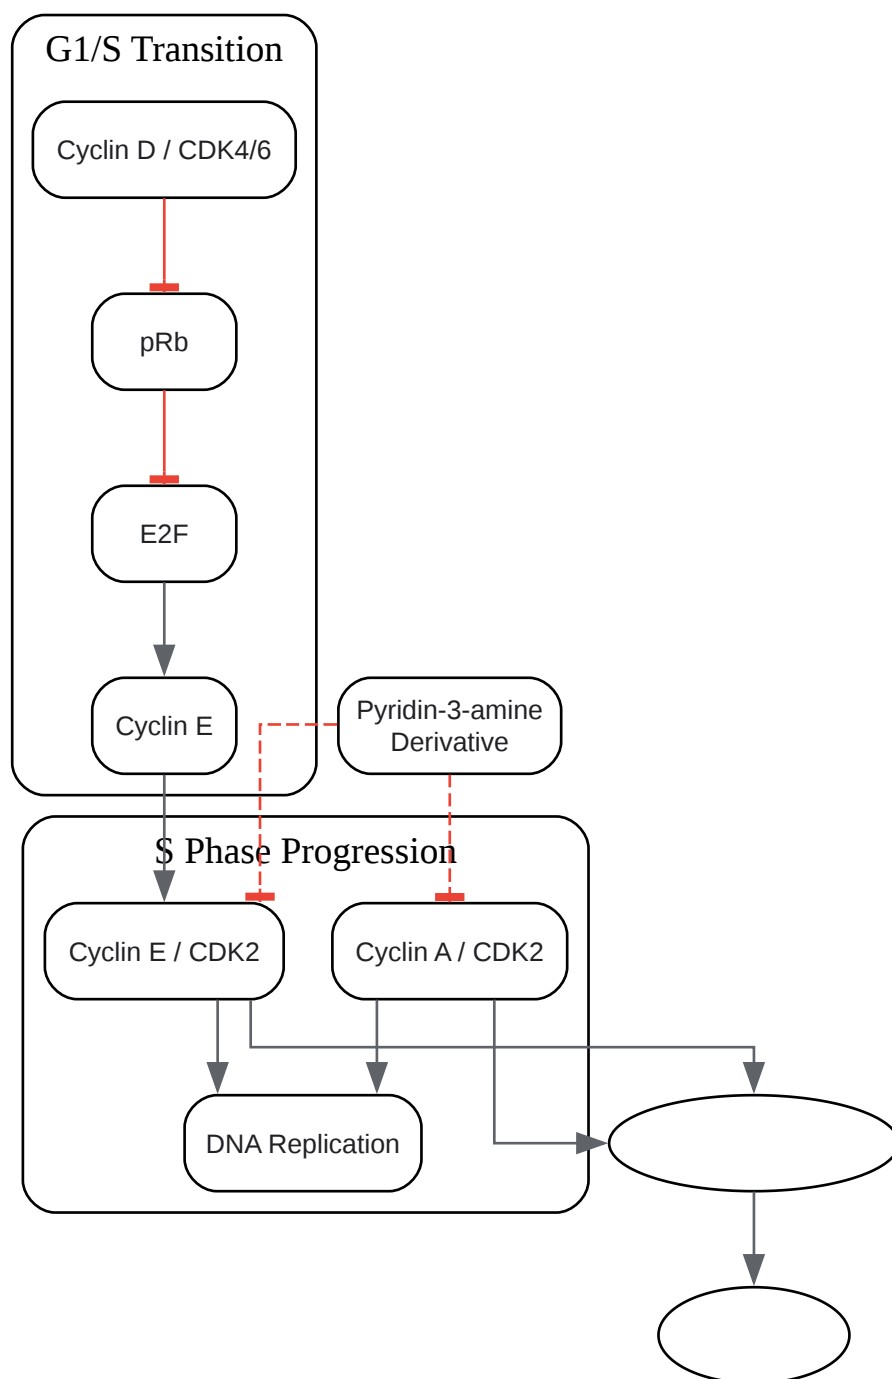 G1/S Transition
Cyclin D / CDK4/6
pRb
E2F
Cyclin E
Pyridin-3-amine
Derivative
S Phase Progression
Cyclin E / CDK2
Cyclin A / CDK2
DNA Replication